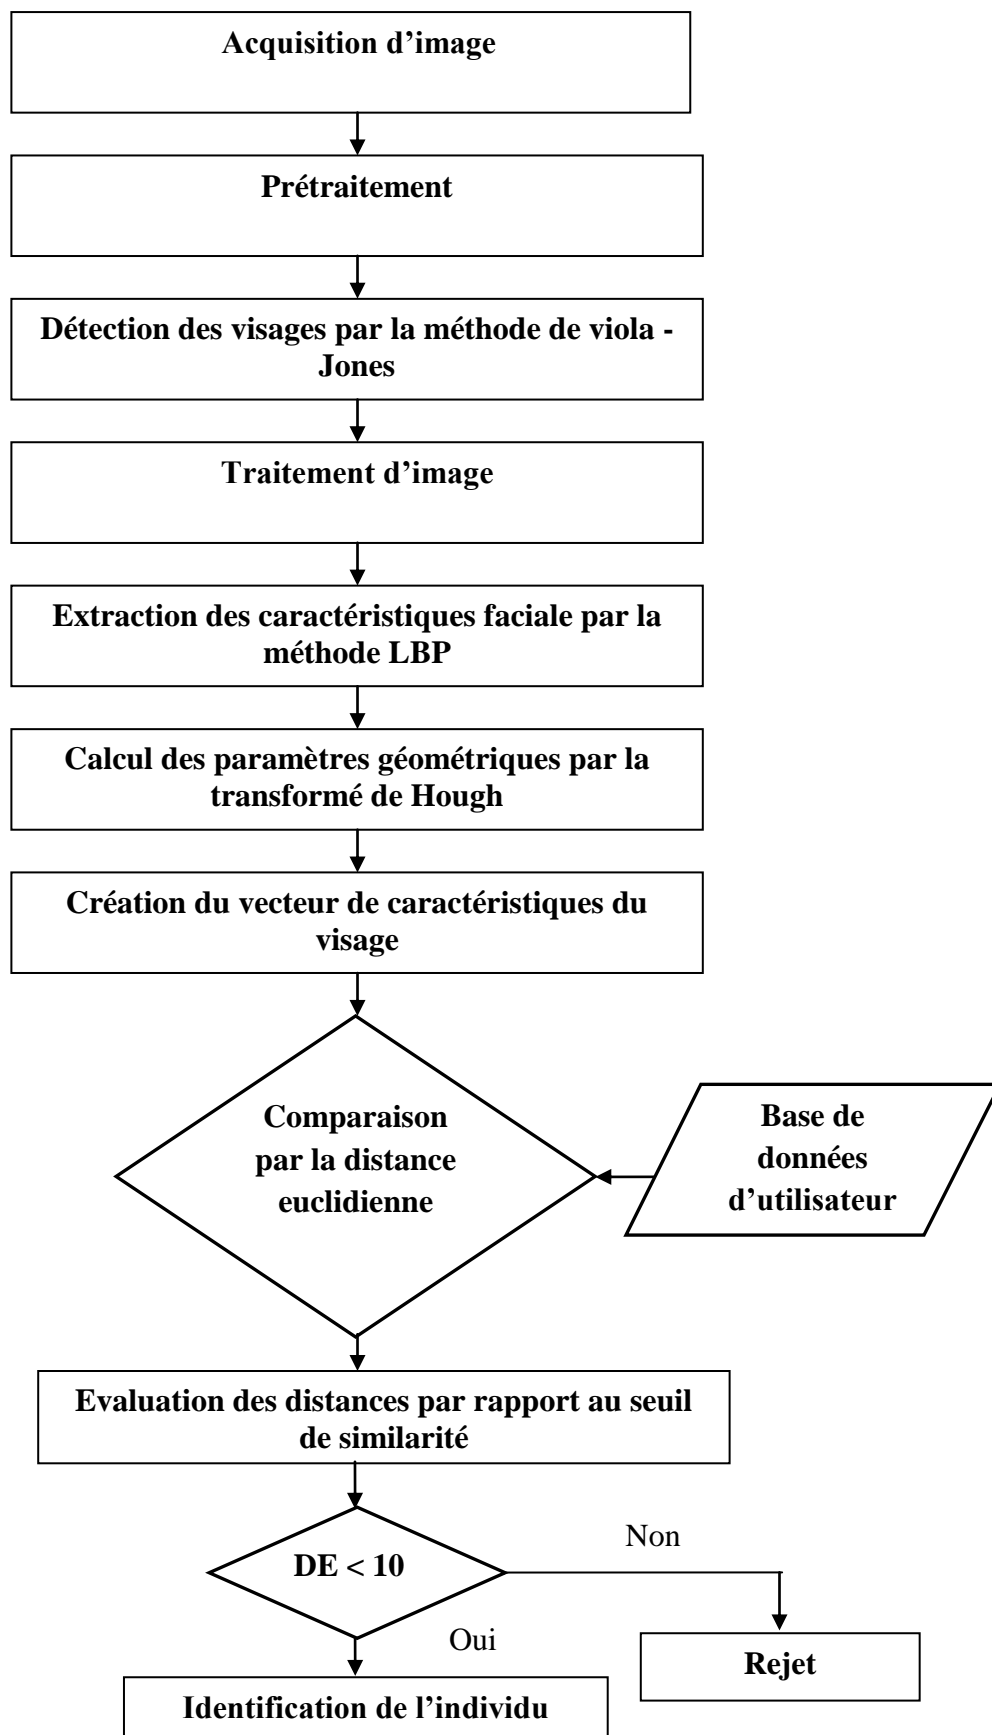 Acquisition d’image
Prétraitement
Détection des visages par la méthode de viola -
Jones
Traitement d’image
Extraction des caractéristiques faciale par la
méthode LBP
Calcul des paramètres géométriques par la
transformé de Hough
Création du vecteur de caractéristiques du
visage
Comparaison
par la distance
euclidienne
Base de
données
d’utilisateur
Evaluation des distances par rapport au seuil
de similarité
DE < 10
Non
Oui
Rejet
Identification de l’individu